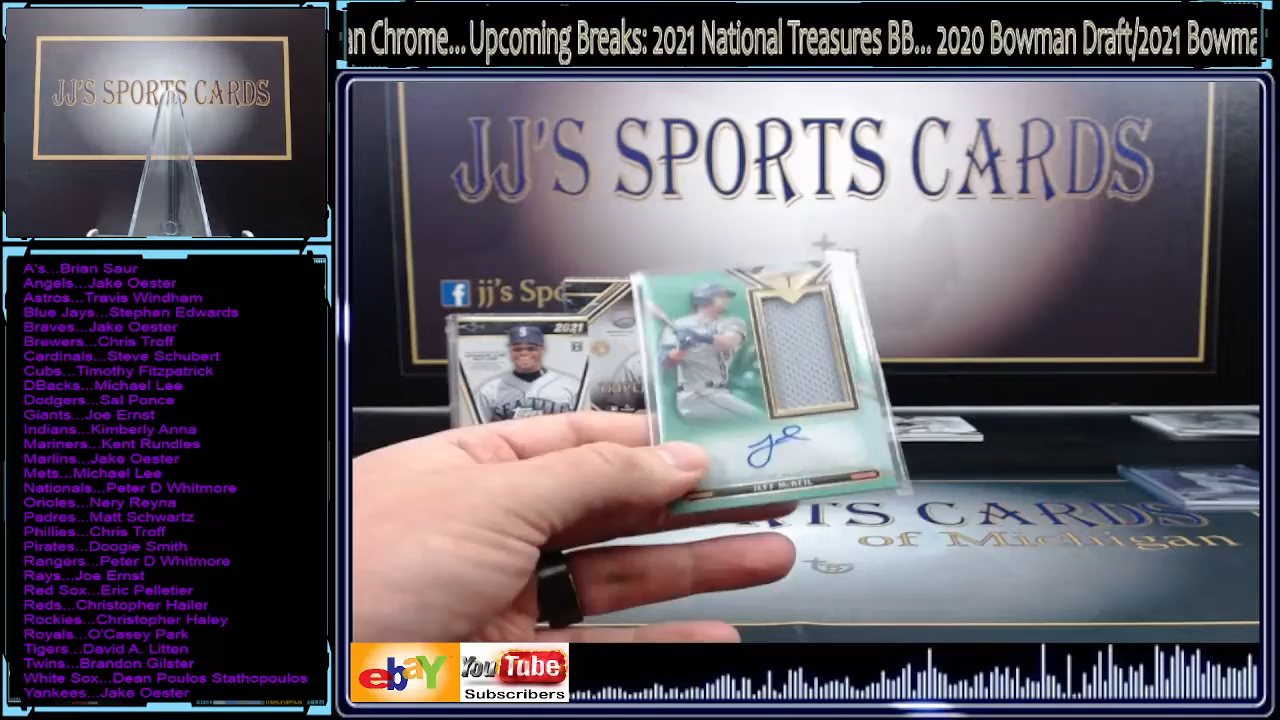 JJ'S SPORTS CARDS
an Chrome... Upcoming Breaks: 2021 National Treasures BB... 2020 Bowman Draft/2021 Bowma
JJ'S SPORTS CARDS
jj's Spo
2021
SEATTLE
Topps
TRIPL
JEFF McNEIL
RTS CARDS
of Michigan
A's...Brian Saur
Angels...Jake Oester
Astros...Travis Windham
Blue Jays...Stephen Edwards
Braves...Jake Oester
Brewers...Chris Troff
Cardinals...Steve Schubert
Cubs...Timothy Fitzpatrick
DBacks...Michael Lee
Dodgers...Sal Ponce
Giants...Joe Ernst
Indians...Kimberly Anna
Mariners...Kent Rundles
Marlins...Jake Oester
Mets...Michael Lee
Nationals...Peter D Whitmore
Orioles...Nery Reyna
Padres...Matt Schwartz
Phillies...Chris Troff
Pirates...Doogie Smith
Rangers...Peter D Whitmore
Rays...Joe Ernst
Red Sox...Eric Pelletier
Reds...Christopher Hailer
Rockies...Christopher Haley
Royals...O'Casey Park
Tigers...David A. Litten
Twins...Brandon Gilster
White Sox...Dean Poulos Stathopoulos
Yankees...Jake Oester
ebaY
YouTube
Subscribers